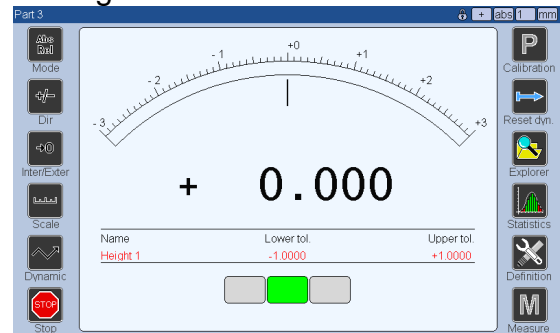 Part 3
+ abs 1 mm
Abs
Rel
Mode
+/-
Dir
→0
Inter/Exter
Scale
Dynamic
STOP
Stop
- 3
- 2
- 1
+0
+1
+2
+3
+ 0.000
Name Lower tol. Upper tol.
Height 1 -1.0000 +1.0000
P
Calibration
Reset dyn.
Explorer
Statistics
Definition
M
Measure